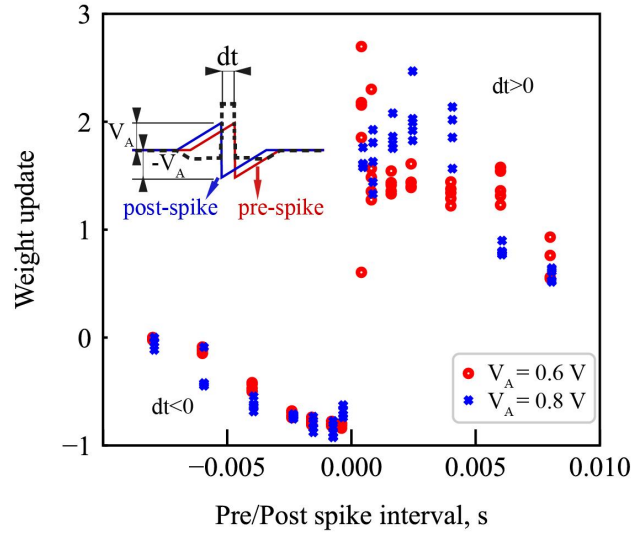 3
2
1
0
−1
Weight update
dt
dt>0
V_A
-V_A
post-spike
pre-spike
dt<0
V_A = 0.6 V
V_A = 0.8 V
−0.005
0.000
0.005
0.010
Pre/Post spike interval, s